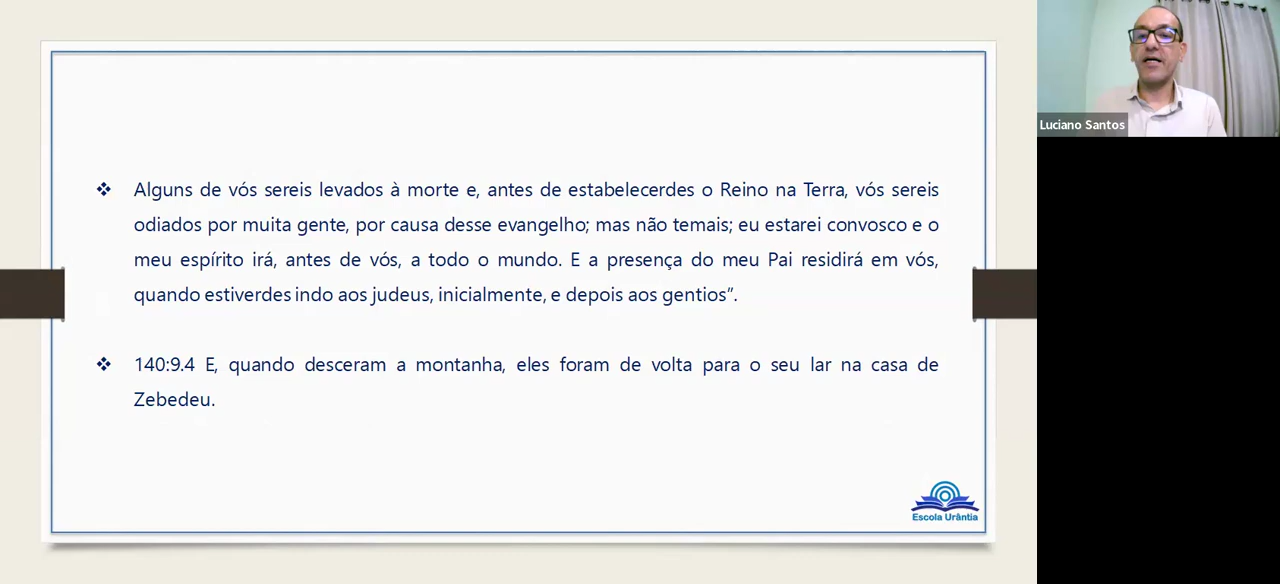 Luciano Santos
❖ Alguns de vós sereis levados à morte e, antes de estabelecerdes o Reino na Terra, vós sereis
odiados por muita gente, por causa desse evangelho; mas não temais; eu estarei convosco e o
meu espírito irá, antes de vós, a todo o mundo. E a presença do meu Pai residirá em vós,
quando estiverdes indo aos judeus, inicialmente, e depois aos gentios”.
❖ 140:9.4 E, quando desceram a montanha, eles foram de volta para o seu lar na casa de
Zebedeu.
Escola Urântia